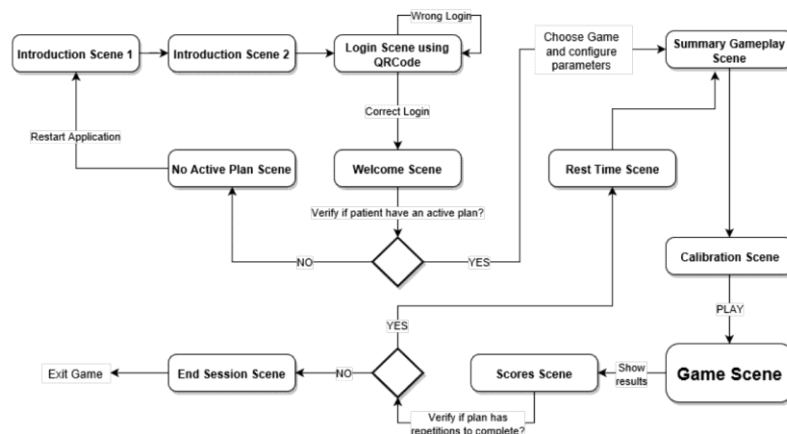 Wrong Login
Introduction Scene 1
Introduction Scene 2
Login Scene using
QRCode
Choose Game
and configure
parameters
Summary Gameplay
Scene
Restart Application
Correct Login
No Active Plan Scene
Welcome Scene
Rest Time Scene
Verify if patient have an active plan?
NO
YES
Calibration Scene
PLAY
YES
Exit Game
End Session Scene
NO
Scores Scene
Show
results
Game Scene
Verify if plan has
repetitions to complete?